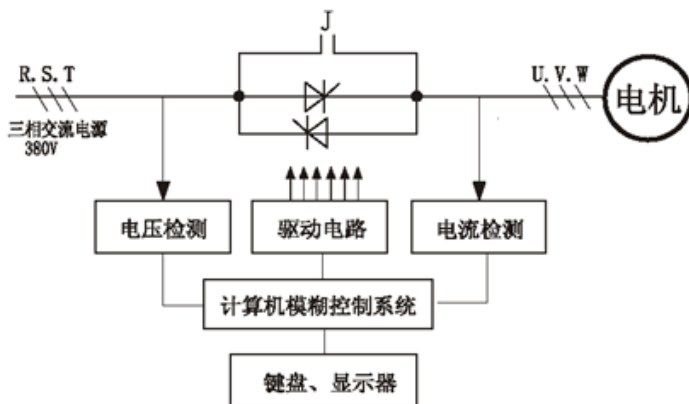 J
R.S.T
U.V.W
电机
三相交流电源
380V
电压检测
驱动电路
电流检测
计算机模糊控制系统
键盘、显示器